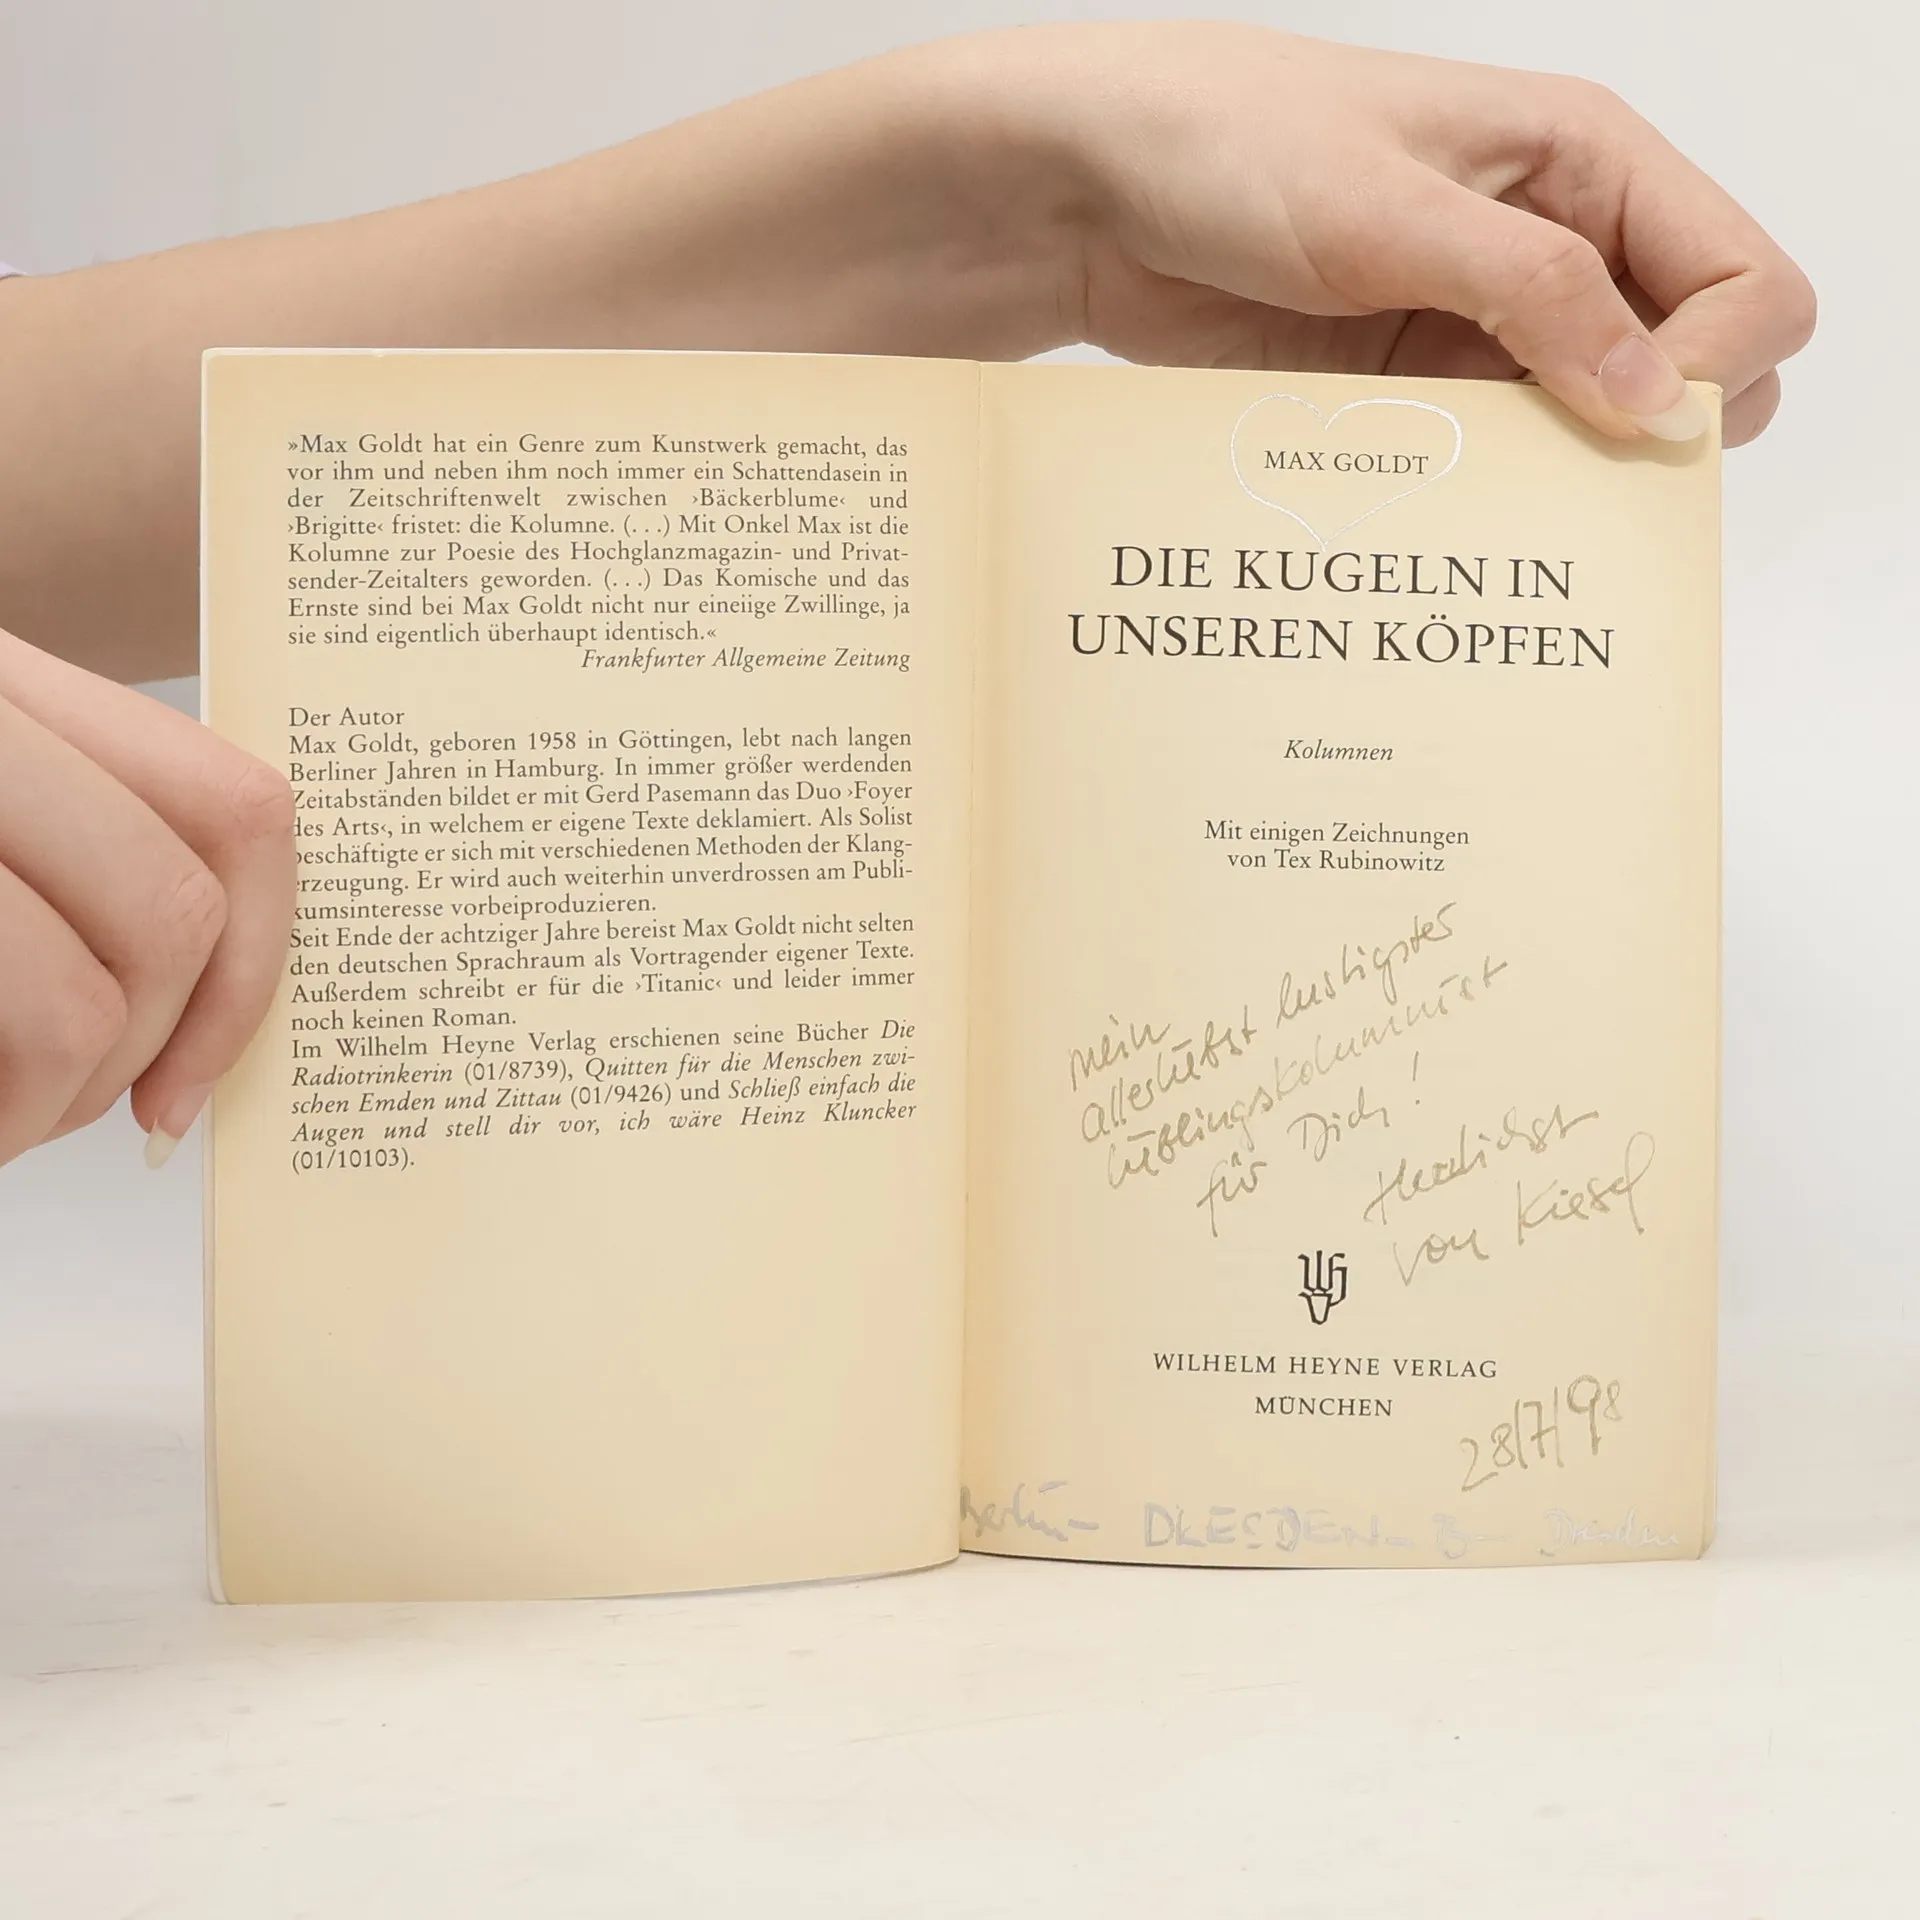 »Max Goldt hat ein Genre zum Kunstwerk gemacht, das
vor ihm und neben ihm noch immer ein Schattendasein in
der Zeitschriftenwelt zwischen ›Bäckerblume‹ und
›Brigitte‹ fristet: die Kolumne. (. . .) Mit Onkel Max ist die
Kolumne zur Poesie des Hochglanzmagazin- und Privat-
sender-Zeitalters geworden. (. . .) Das Komische und das
Ernste sind bei Max Goldt nicht nur eineiige Zwillinge, ja
sie sind eigentlich überhaupt identisch.«
Frankfurter Allgemeine Zeitung
Der Autor
Max Goldt, geboren 1958 in Göttingen, lebt nach langen
Berliner Jahren in Hamburg. In immer größer werdenden
Zeitabständen bildet er mit Gerd Pasemann das Duo ›Foyer
des Arts‹, in welchem er eigene Texte deklamiert. Als Solist
beschäftigte er sich mit verschiedenen Methoden der Klang-
erzeugung. Er wird auch weiterhin unverdrossen am Publi-
kumsinteresse vorbeiproduzieren.
Seit Ende der achtziger Jahre bereist Max Goldt nicht selten
den deutschen Sprachraum als Vortragender eigener Texte.
Außerdem schreibt er für die ›Titanic‹ und leider immer
noch keinen Roman.
Im Wilhelm Heyne Verlag erschienen seine Bücher Die
Radiotrinkerin (01/8739), Quitten für die Menschen zwi-
schen Emden und Zittau (01/9426) und Schließ einfach die
Augen und stell dir vor, ich wäre Heinz Kluncker
(01/10103).
MAX GOLDT
DIE KUGELN IN
UNSEREN KÖPFEN
Kolumnen
Mit einigen Zeichnungen
von Tex Rubinowitz
Mein
allerliebst lustigster
Lieblingskolumnist
für Dich!
Herzlichst
von Kiesel
WILHELM HEYNE VERLAG
MÜNCHEN
28/7/98
Berlin – DRESDEN – B – Dresden